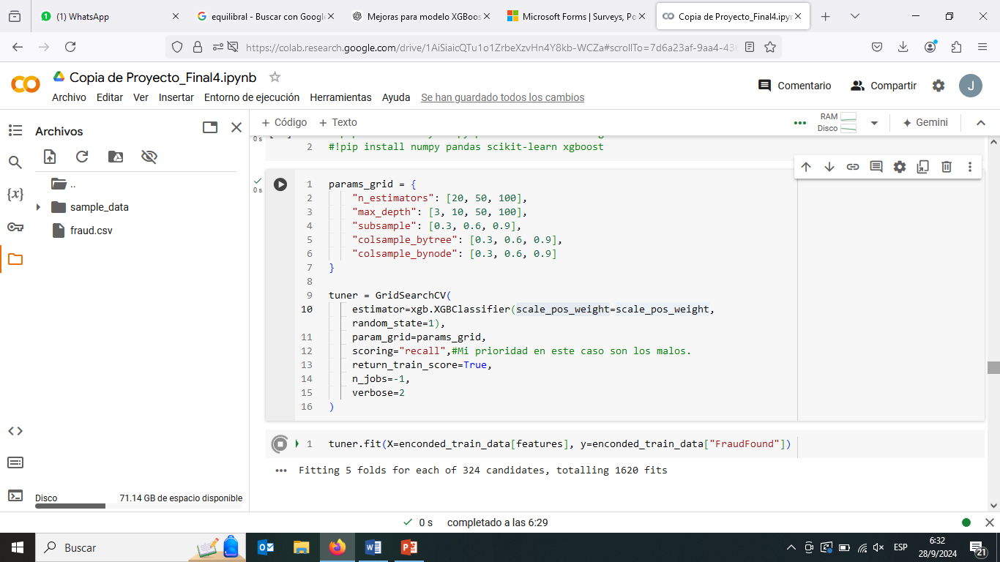 (1) WhatsApp
equilibral - Buscar con Google
Mejoras para modelo XGBoos
Microsoft Forms | Surveys, Po
Copia de Proyecto_Final4.ipyn
https://colab.research.google.com/drive/1AiSiaicQTu1o1ZrbeXzvHn4Y8kb-WCZa#scrollTo=7d6a23af-9aa4-436
Copia de Proyecto_Final4.ipynb
Comentario
Compartir
J
Archivo Editar Ver Insertar Entorno de ejecución Herramientas Ayuda Se han guardado todos los cambios
Archivos
+ Código + Texto
RAM
Disco
Gemini
..
sample_data
fraud.csv
0 s
2 #!pip install numpy pandas scikit-learn xgboost
0 s
1 params_grid = {
2 "n_estimators": [20, 50, 100],
3 "max_depth": [3, 10, 50, 100],
4 "subsample": [0.3, 0.6, 0.9],
5 "colsample_bytree": [0.3, 0.6, 0.9],
6 "colsample_bynode": [0.3, 0.6, 0.9]
7 }
8
9 tuner = GridSearchCV(
10 estimator=xgb.XGBClassifier(scale_pos_weight=scale_pos_weight,
random_state=1),
11 param_grid=params_grid,
12 scoring="recall",#Mi prioridad en este caso son los malos.
13 return_train_score=True,
14 n_jobs=-1,
15 verbose=2
16 )
1 tuner.fit(X=enconded_train_data[features], y=enconded_train_data["FraudFound"])
Fitting 5 folds for each of 324 candidates, totalling 1620 fits
Disco 71.14 GB de espacio disponible
0 s completado a las 6:29
Buscar
ESP
6:32
28/9/2024
21